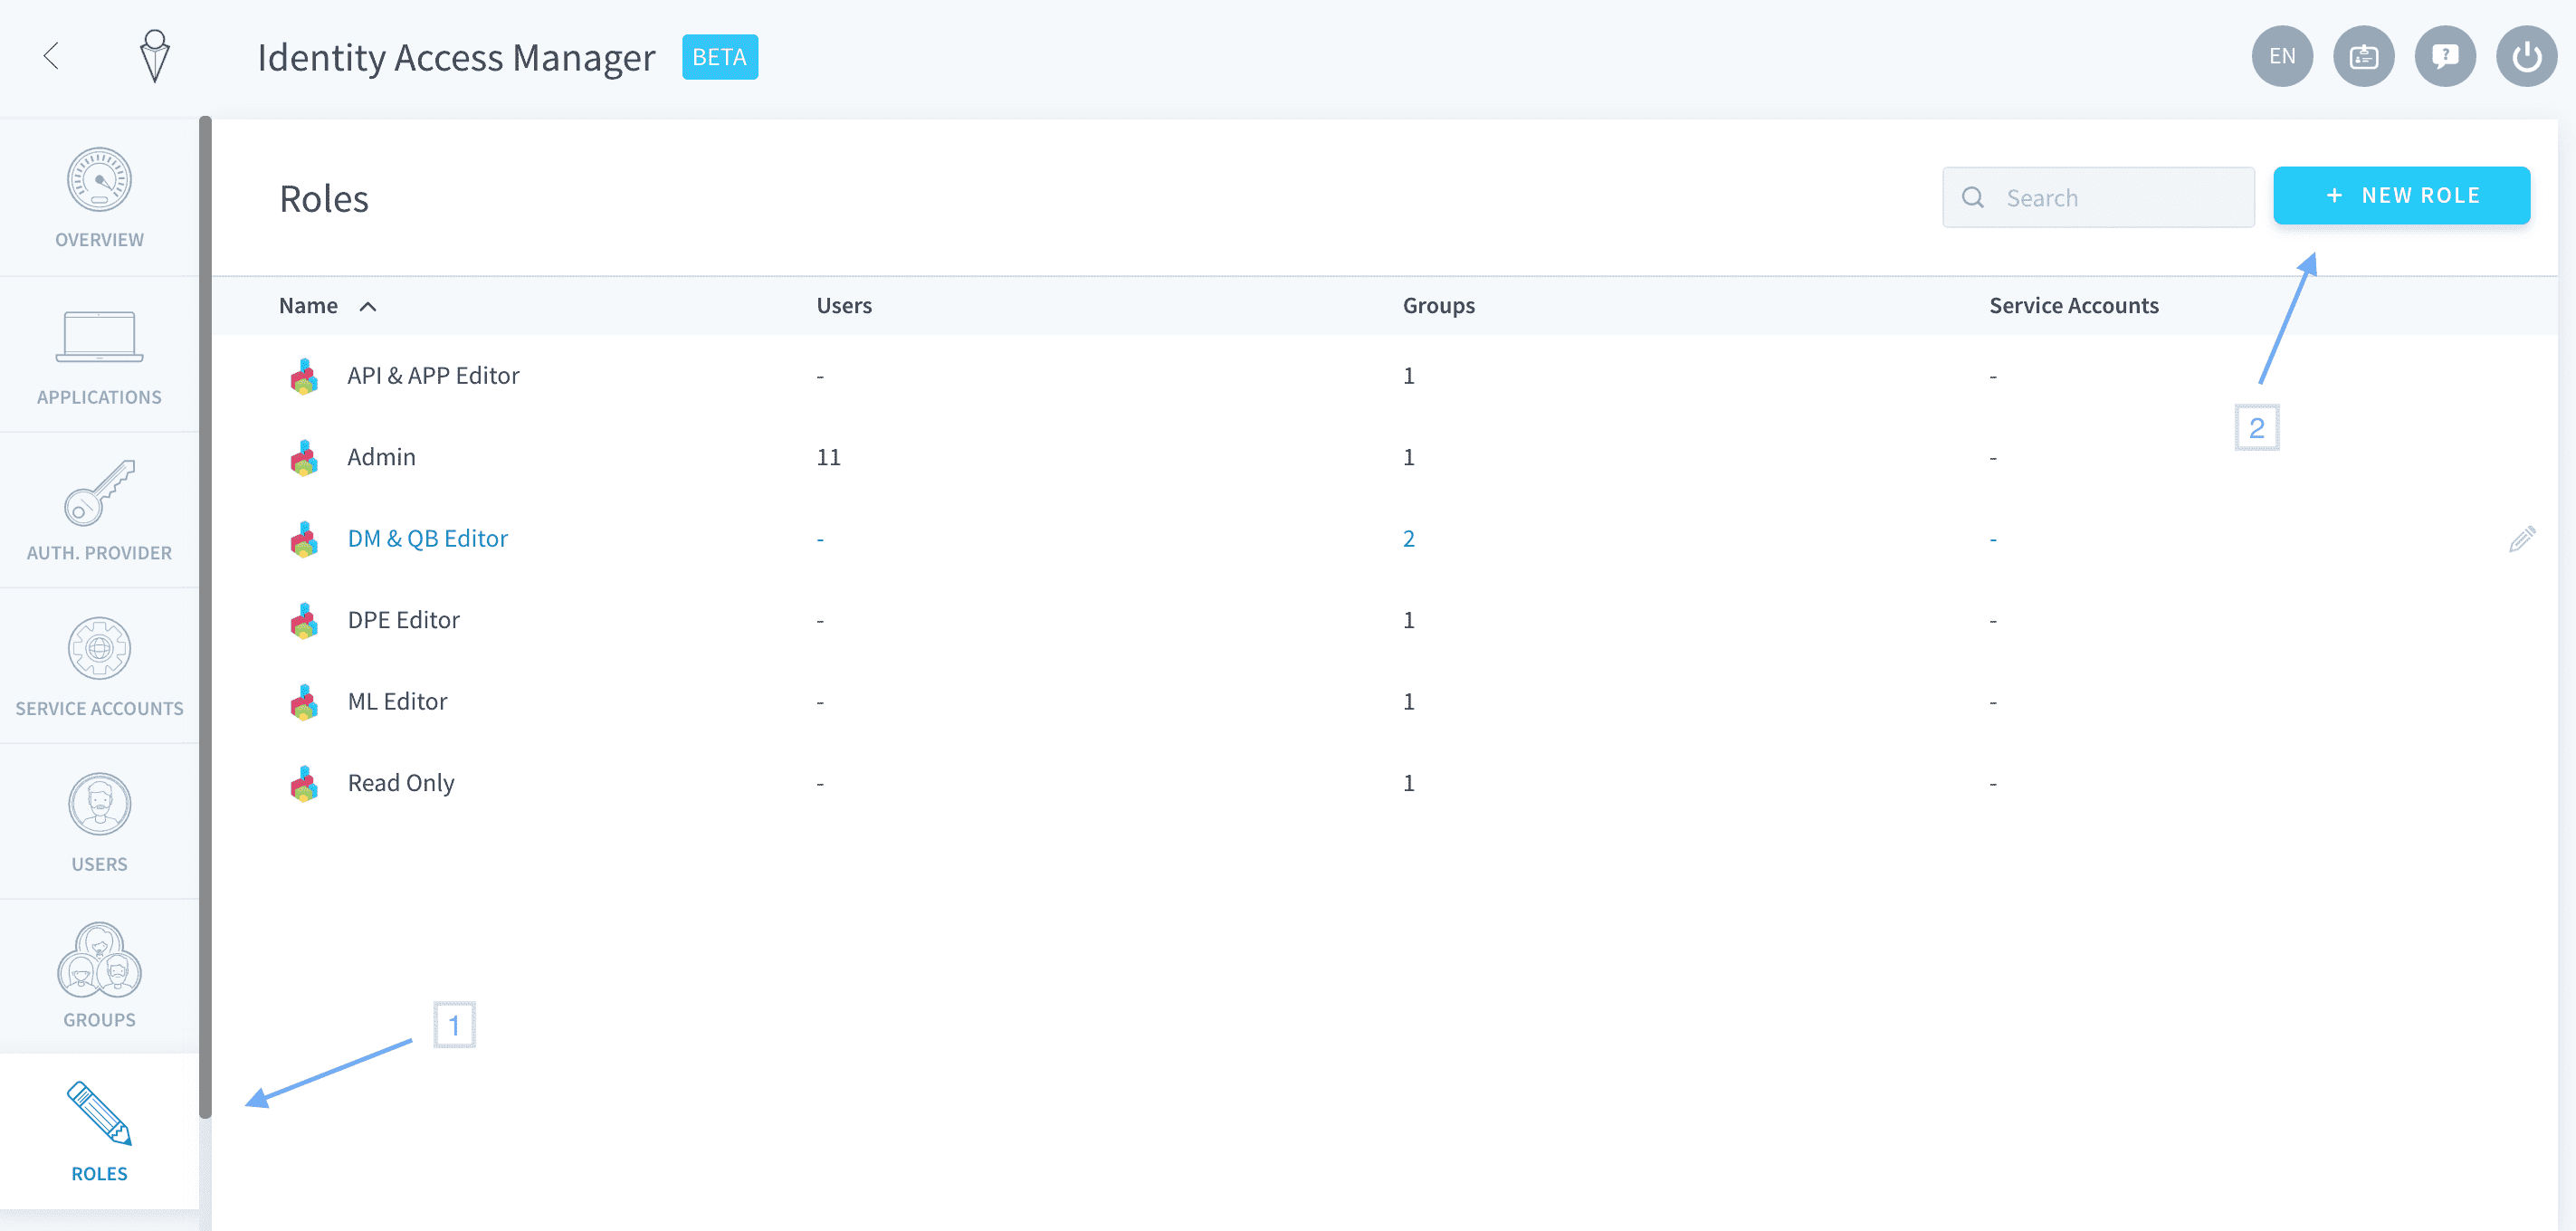 Identity Access Manager BETA
EN
?
OVERVIEW
APPLICATIONS
AUTH. PROVIDER
SERVICE ACCOUNTS
USERS
GROUPS
ROLES
Roles
Search
+ NEW ROLE
Name Users Groups Service Accounts
API & APP Editor - 1 -
Admin 11 1 -
DM & QB Editor - 2 -
DPE Editor - 1 -
ML Editor - 1 -
Read Only - 1 -
2
1